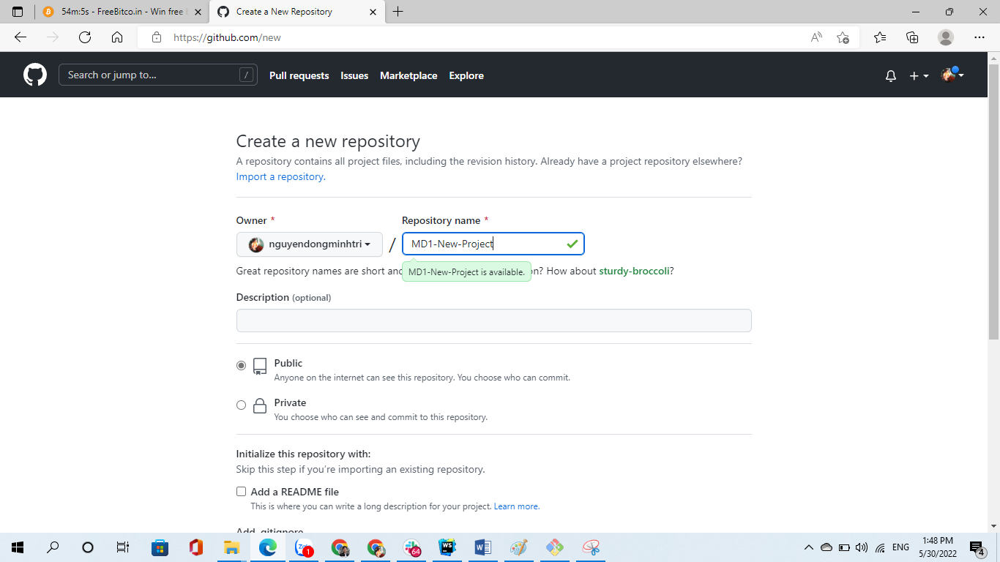 54m:5s - FreeBitco.in - Win free
Create a New Repository
https://github.com/new
Search or jump to...
/
Pull requests
Issues
Marketplace
Explore
Create a new repository
A repository contains all project files, including the revision history. Already have a project repository elsewhere?
Import a repository.
Owner *
Repository name *
nguyendongminhtri
/
MD1-New-Project
Great repository names are short and
MD1-New-Project is available.
? How about sturdy-broccoli?
Description (optional)
Public
Anyone on the internet can see this repository. You choose who can commit.
Private
You choose who can see and commit to this repository.
Initialize this repository with:
Skip this step if you're importing an existing repository.
Add a README file
This is where you can write a long description for your project. Learn more.
Add .gitignore
1
64
WS
W
ENG
1:48 PM
5/30/2022
4